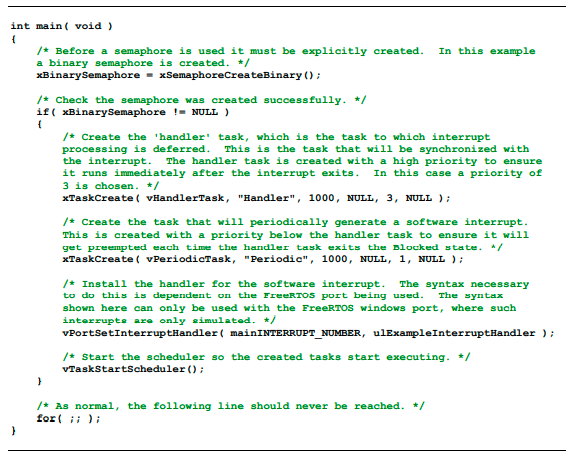 int main( void )
{
/* Before a semaphore is used it must be explicitly created.  In this example
a binary semaphore is created. */
xBinarySemaphore = xSemaphoreCreateBinary();
/* Check the semaphore was created successfully. */
if( xBinarySemaphore != NULL )
{
/* Create the 'handler' task, which is the task to which interrupt
processing is deferred.  This is the task that will be synchronized with
the interrupt.  The handler task is created with a high priority to ensure
it runs immediately after the interrupt exits.  In this case a priority of
3 is chosen. */
xTaskCreate( vHandlerTask, "Handler", 1000, NULL, 3, NULL );
/* Create the task that will periodically generate a software interrupt.
This is created with a priority below the handler task to ensure it will
get preempted each time the handler task exits the Blocked state. */
xTaskCreate( vPeriodicTask, "Periodic", 1000, NULL, 1, NULL );
/* Install the handler for the software interrupt.  The syntax necessary
to do this is dependent on the FreeRTOS port being used.  The syntax
shown here can only be used with the FreeRTOS windows port, where such
interrupts are only simulated. */
vPortSetInterruptHandler( mainINTERRUPT_NUMBER, ulExampleInterruptHandler );
/* Start the scheduler so the created tasks start executing. */
vTaskStartScheduler();
}
/* As normal, the following line should never be reached. */
for( ;; );
}